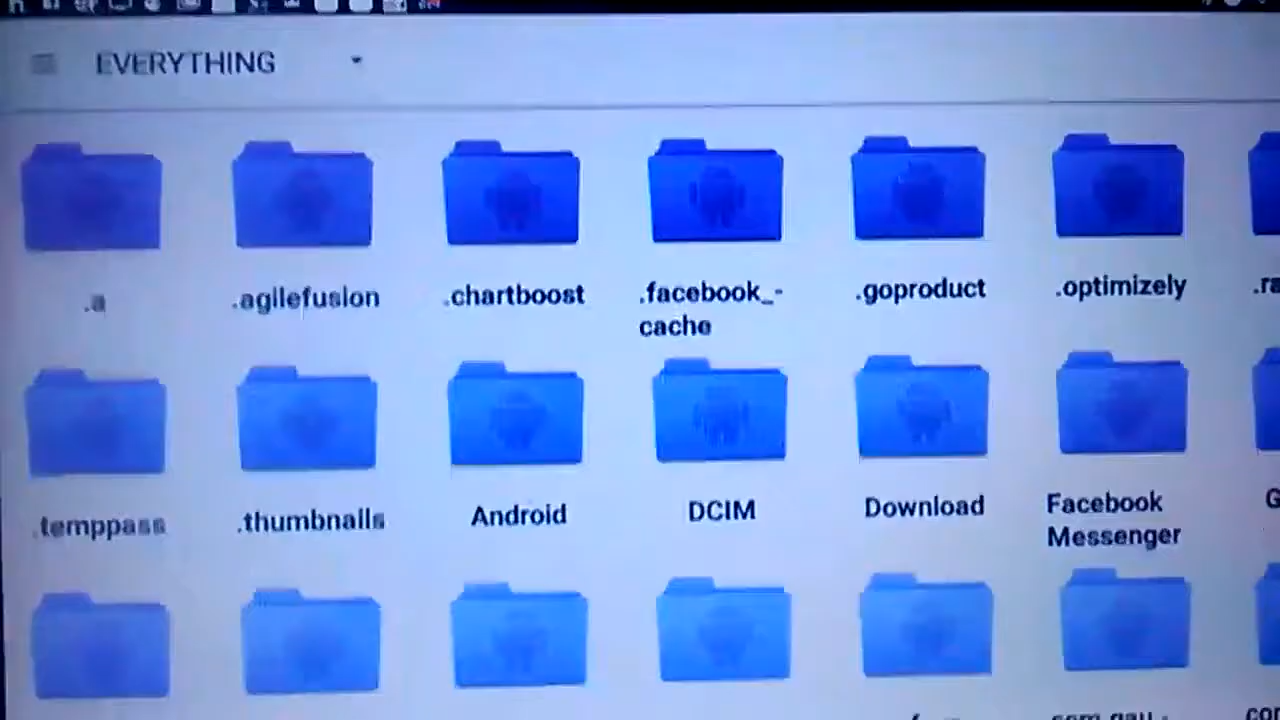 EVERYTHING
.a
.agilefusion
.chartboost
.facebook_-
cache
.goproduct
.optimizely
.temppass
.thumbnails
Android
DCIM
Download
Facebook
Messenger